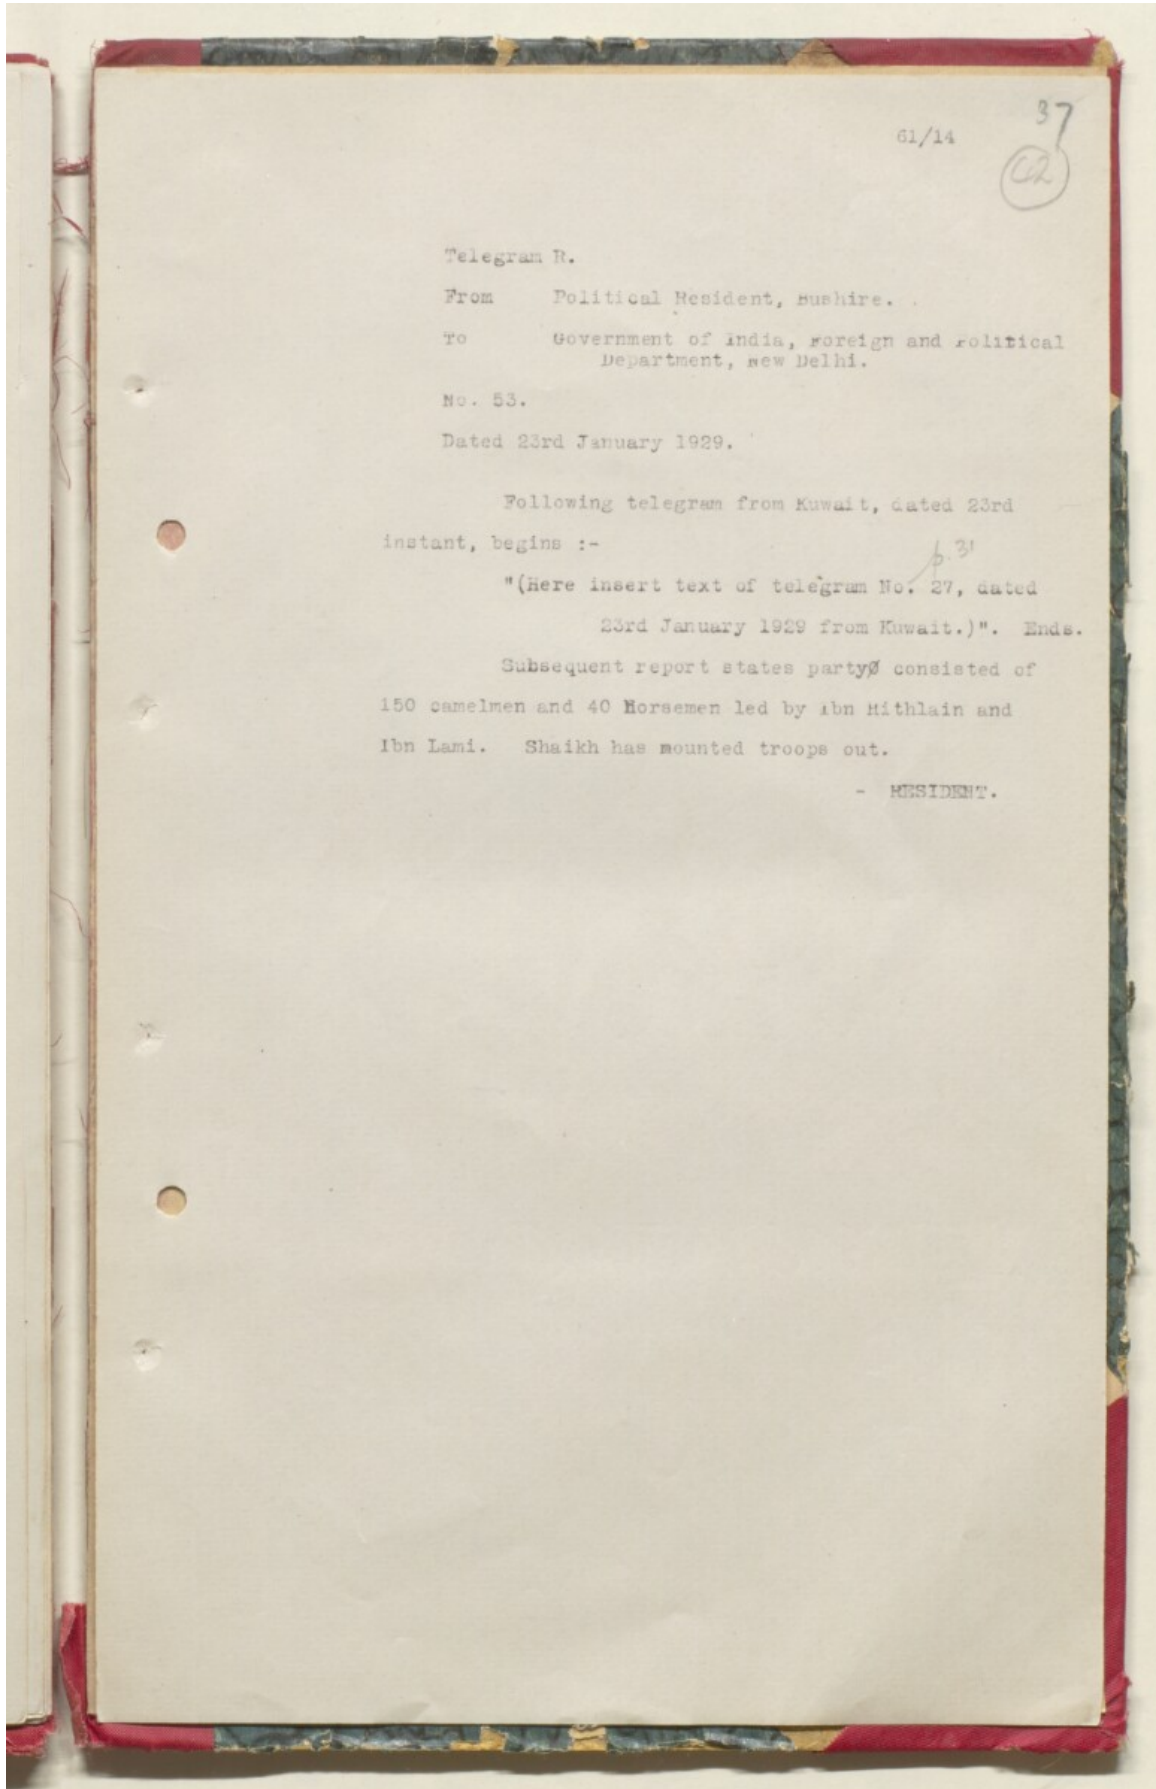 37
61/14
62
Telegram R.
From Political Resident, Bushire.
To Government of India, Foreign and Political
Department, New Delhi.
No. 53.
Dated 23rd January 1929.
Following telegram from Kuwait, dated 23rd
instant, begins :-
p. 31
"(Here insert text of telegram No. 27, dated
23rd January 1929 from Kuwait.)". Ends.
Subsequent report states party consisted of
150 camelmen and 40 Horsemen led by Ibn Hithlain and
Ibn Lami. Shaikh has mounted troops out.
- RESIDENT.